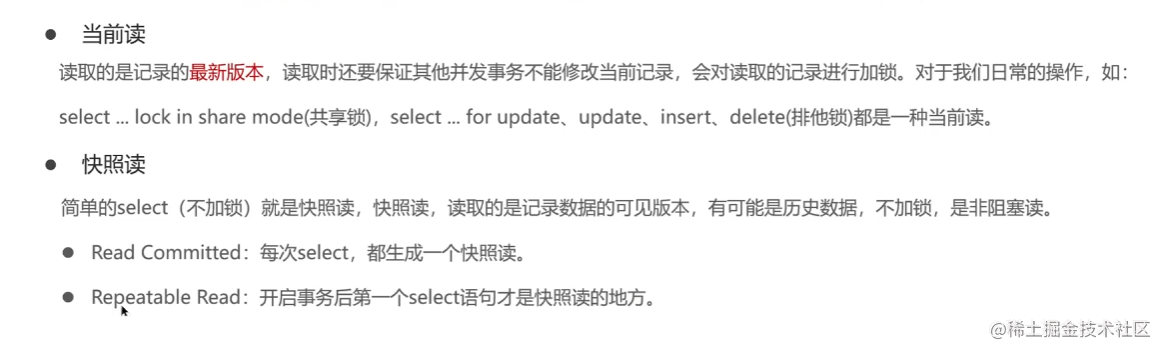 ● 当前读
读取的是记录的最新版本，读取时还要保证其他并发事务不能修改当前记录，会对读取的记录进行加锁。对于我们日常的操作，如：
select ... lock in share mode(共享锁)，select ... for update、update、insert、delete(排他锁)都是一种当前读。
● 快照读
简单的select（不加锁）就是快照读，快照读，读取的是记录数据的可见版本，有可能是历史数据，不加锁，是非阻塞读。
● Read Committed：每次select，都生成一个快照读。
● Repeatable Read：开启事务后第一个select语句才是快照读的地方。
@稀土掘金技术社区